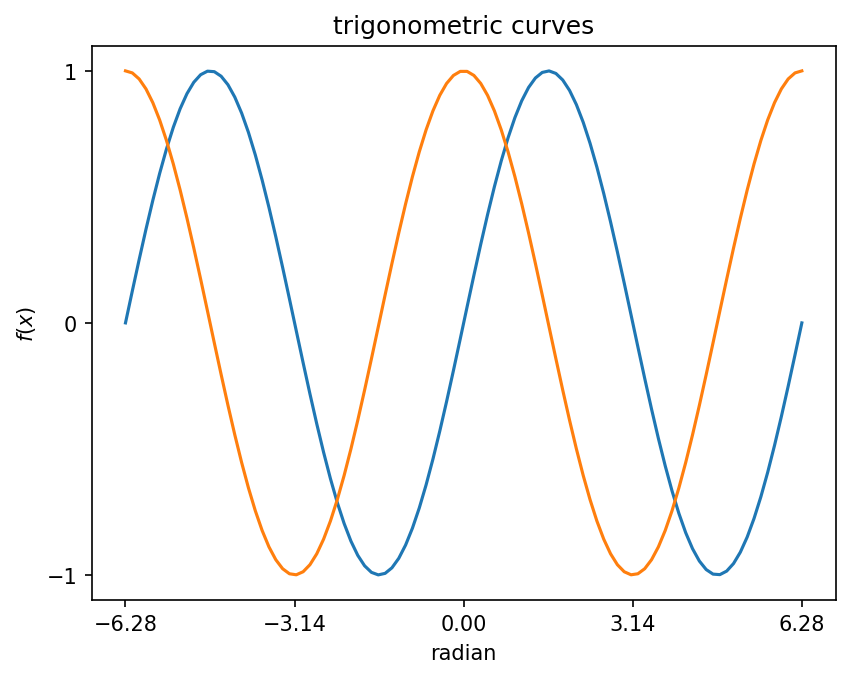 trigonometric curves
1
0
−1
f(x)
−6.28
−3.14
0.00
3.14
6.28
radian